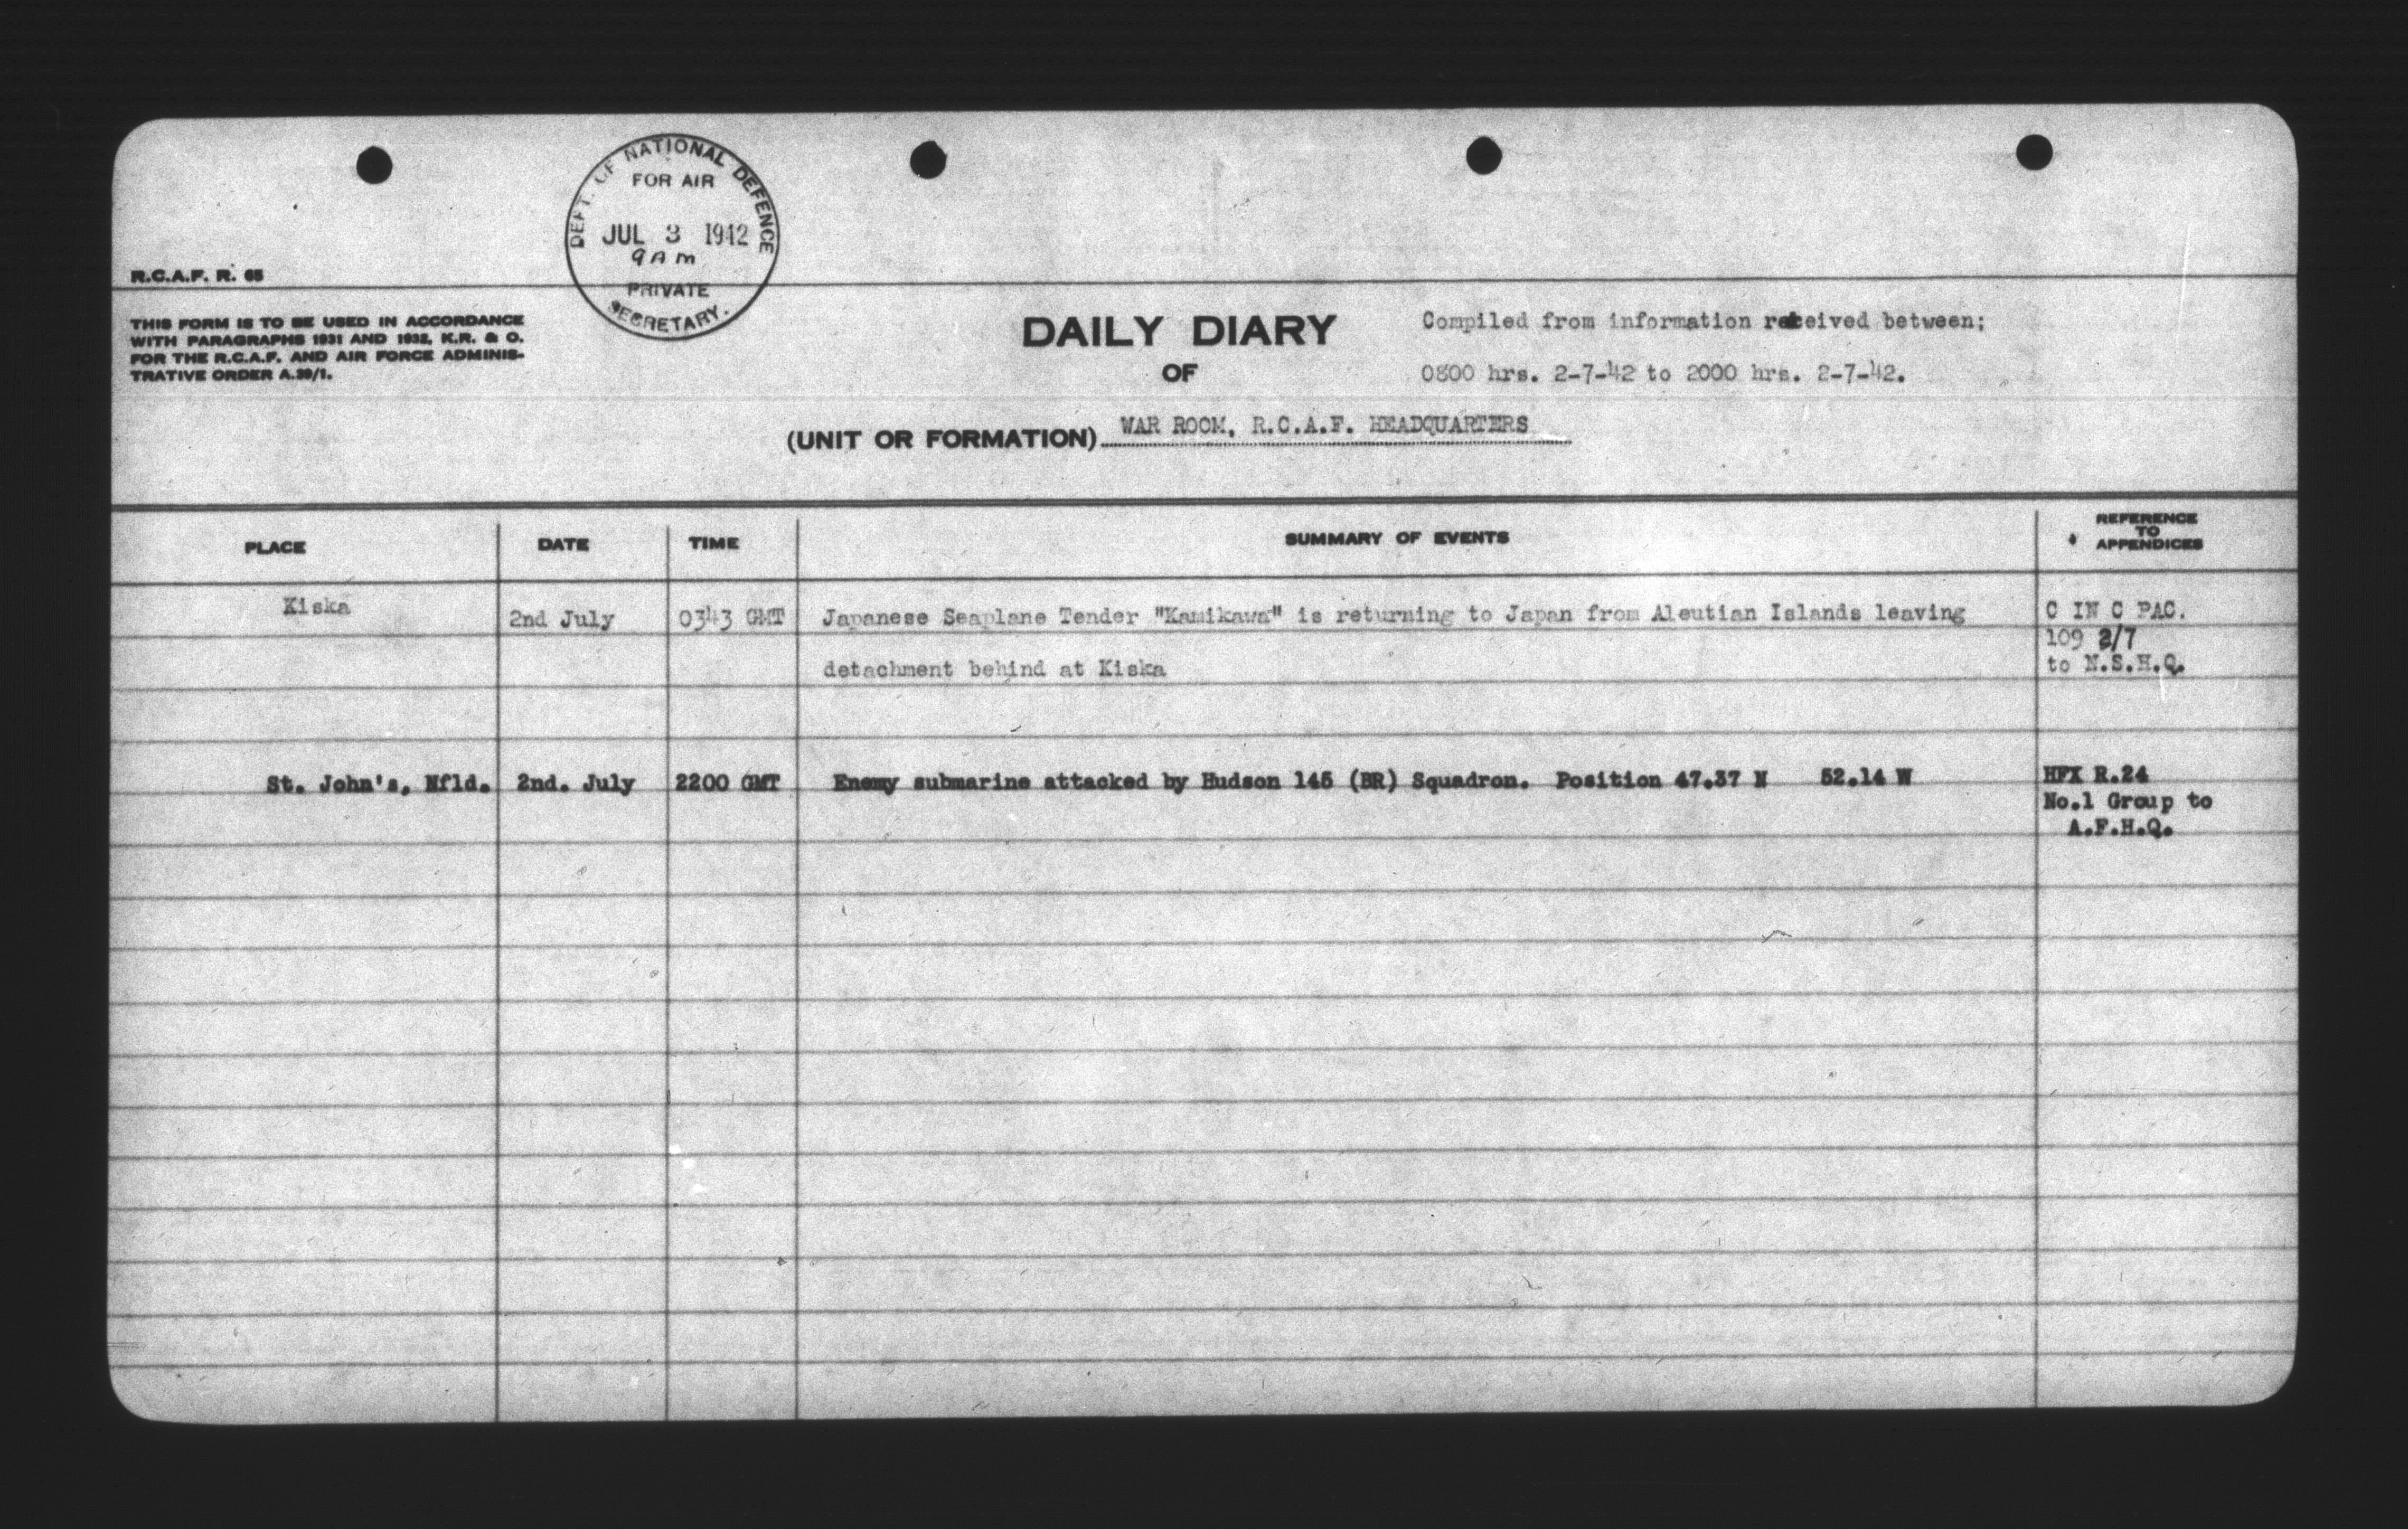 DEPT. OF NATIONAL DEFENCE
FOR AIR
JUL 3 1942
9 AM
PRIVATE
SECRETARY.
R.C.A.F. R. 65
THIS FORM IS TO BE USED IN ACCORDANCE
WITH PARAGRAPHS 1931 AND 1932, K.R. & O.
FOR THE R.C.A.F. AND AIR FORCE ADMINIS-
TRATIVE ORDER A.39/1.
DAILY DIARY
OF
Compiled from information received between;
0800 hrs. 2-7-42 to 2000 hrs. 2-7-42.
(UNIT OR FORMATION) WAR ROOM, R.C.A.F. HEADQUARTERS
PLACE DATE TIME SUMMARY OF EVENTS REFERENCE TO APPENDICES
Kiska 2nd July 0343 GMT Japanese Seaplane Tender "Kamikawa" is returning to Japan from Aleutian Islands leaving C IN C PAC.
109 2/7
detachment behind at Kiska to N.S.H.Q.
St. John's, Nfld. 2nd. July 2200 GMT Enemy submarine attacked by Hudson 145 (BR) Squadron. Position 47.37 N 52.14 W HFX R.24
No.1 Group to
A.F.H.Q.